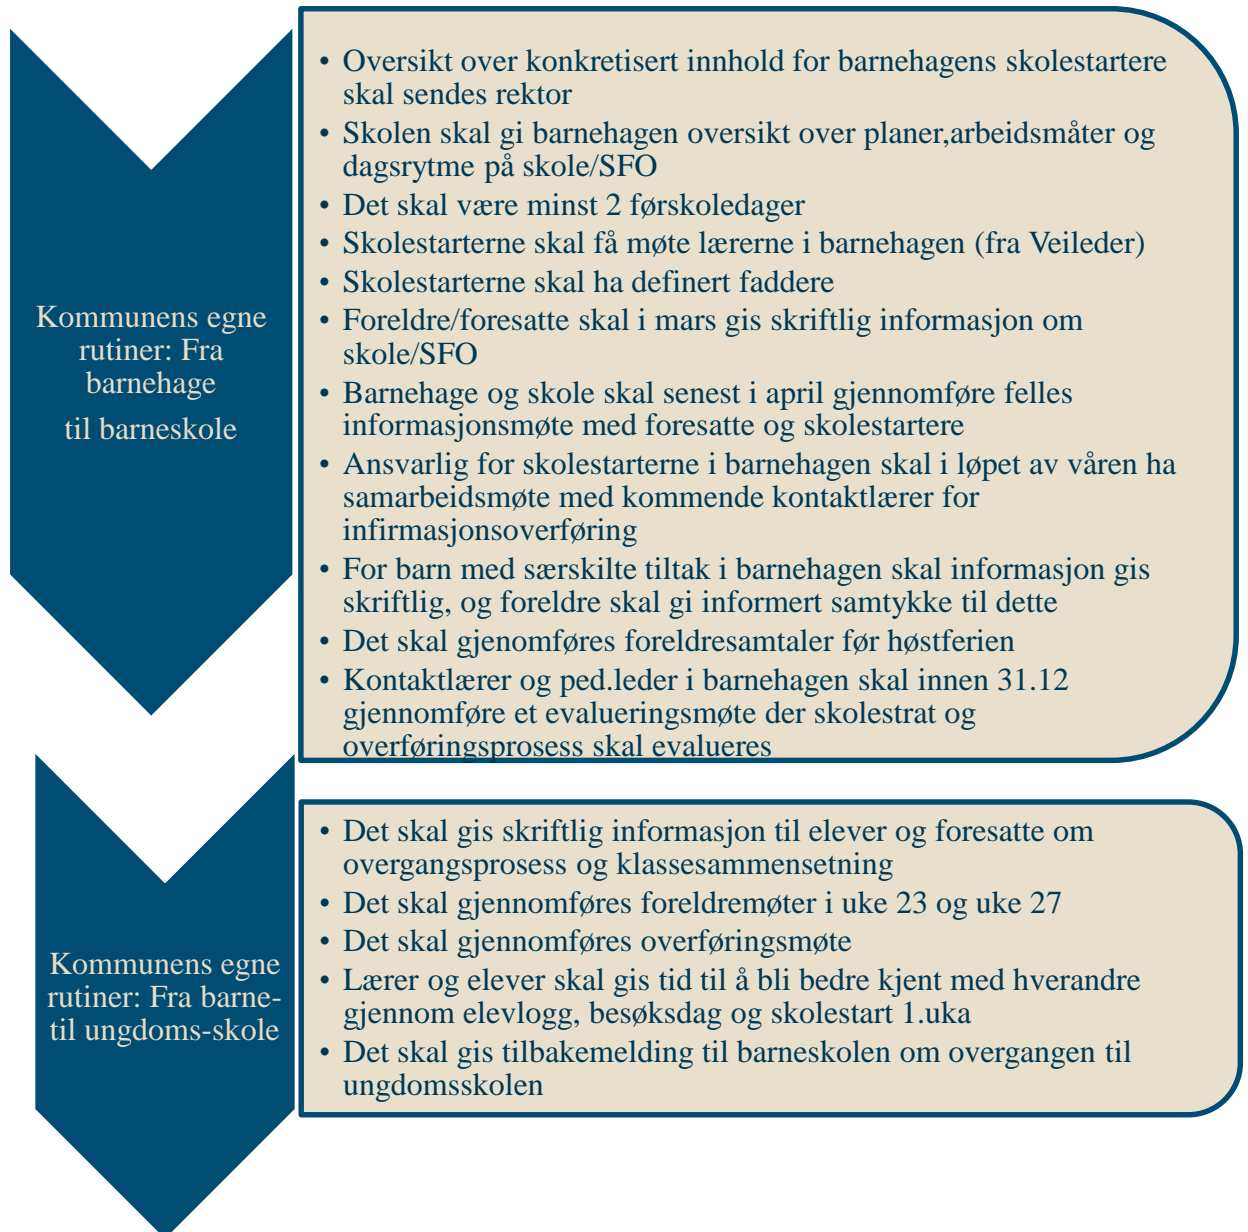 Kommunens egne
rutiner: Fra
barnehage
til barneskole
• Oversikt over konkretisert innhold for barnehagens skolestartere
skal sendes rektor
• Skolen skal gi barnehagen oversikt over planer,arbeidsmåter og
dagsrytme på skole/SFO
• Det skal være minst 2 førskoledager
• Skolestarterne skal få møte lærerne i barnehagen (fra Veileder)
• Skolestarterne skal ha definert faddere
• Foreldre/foresatte skal i mars gis skriftlig informasjon om
skole/SFO
• Barnehage og skole skal senest i april gjennomføre felles
informasjonsmøte med foresatte og skolestartere
• Ansvarlig for skolestarterne i barnehagen skal i løpet av våren ha
samarbeidsmøte med kommende kontaktlærer for
infirmasjonsoverføring
• For barn med særskilte tiltak i barnehagen skal informasjon gis
skriftlig, og foreldre skal gi informert samtykke til dette
• Det skal gjenomføres foreldresamtaler før høstferien
• Kontaktlærer og ped.leder i barnehagen skal innen 31.12
gjennomføre et evalueringsmøte der skolestrat og
overføringsprosess skal evalueres
Kommunens egne
rutiner: Fra barne-
til ungdoms-skole
• Det skal gis skriftlig informasjon til elever og foresatte om
overgangsprosess og klassesammensetning
• Det skal gjennomføres foreldremøter i uke 23 og uke 27
• Det skal gjennomføres overføringsmøte
• Lærer og elever skal gis tid til å bli bedre kjent med hverandre
gjennom elevlogg, besøksdag og skolestart 1.uka
• Det skal gis tilbakemelding til barneskolen om overgangen til
ungdomsskolen